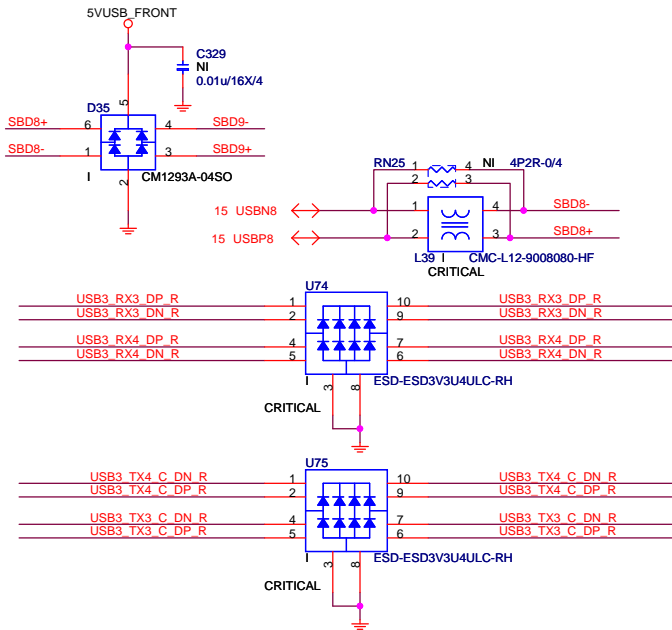 5VUSB_FRONT
C329
NI
0.01u/16X/4
D35
5
SBD8+ 6 4 SBD9-
SBD8- 1 3 SBD9+
I 2 CM1293A-04SO
RN25 1 4 NI 4P2R-0/4
2 3
15 USBN8 1 4 SBD8-
15 USBP8 2 3 SBD8+
L39 I CMC-L12-9008080-HF
CRITICAL
U74
USB3_RX3_DP_R 1 10 USB3_RX3_DP_R
USB3_RX3_DN_R 2 9 USB3_RX3_DN_R
USB3_RX4_DP_R 4 7 USB3_RX4_DP_R
USB3_RX4_DN_R 5 6 USB3_RX4_DN_R
I 3 8 ESD-ESD3V3U4ULC-RH
CRITICAL
U75
USB3_TX4_C_DN_R 1 10 USB3_TX4_C_DN_R
USB3_TX4_C_DP_R 2 9 USB3_TX4_C_DP_R
USB3_TX3_C_DN_R 4 7 USB3_TX3_C_DN_R
USB3_TX3_C_DP_R 5 6 USB3_TX3_C_DP_R
I 3 8 ESD-ESD3V3U4ULC-RH
CRITICAL